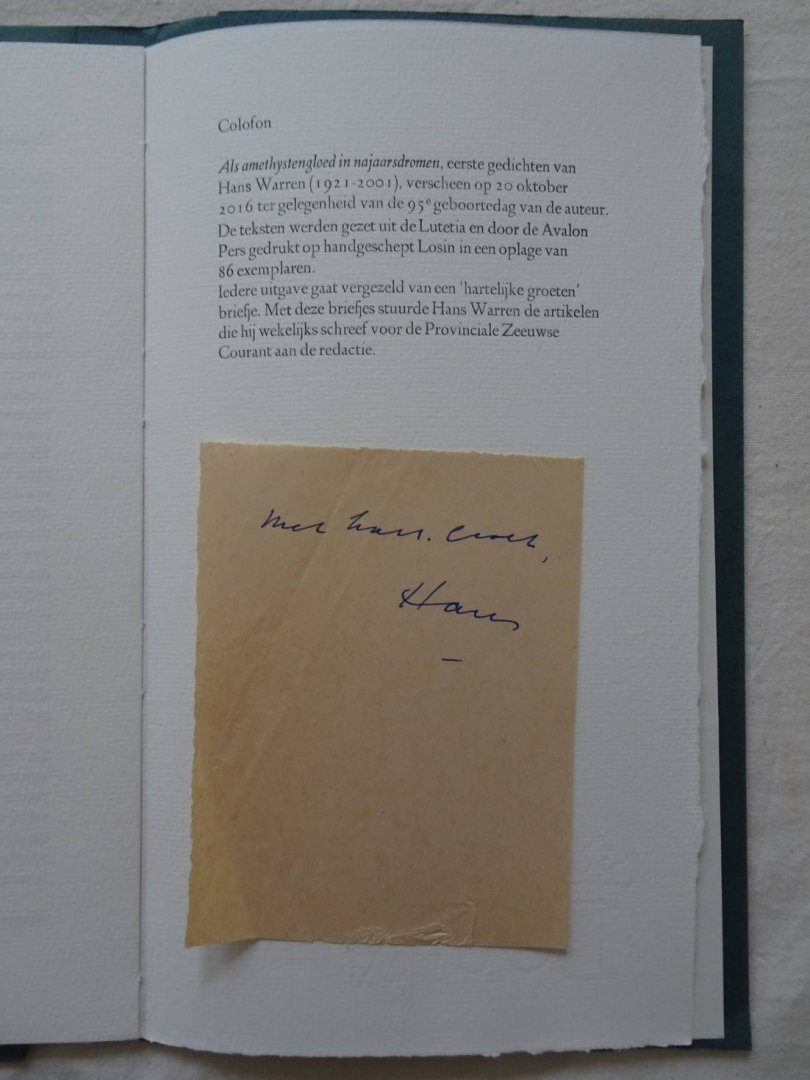 Colofon
Als amethystengloed in najaarsdromen, eerste gedichten van
Hans Warren (1921-2001), verscheen op 20 oktober
2016 ter gelegenheid van de 95e geboortedag van de auteur.
De teksten werden gezet uit de Lutetia en door de Avalon
Pers gedrukt op handgeschept Losin in een oplage van
86 exemplaren.
Iedere uitgave gaat vergezeld van een ‘hartelijke groeten’
briefje. Met deze briefjes stuurde Hans Warren de artikelen
die hij wekelijks schreef voor de Provinciale Zeeuwse
Courant aan de redactie.
Met hart. groet,
Hans